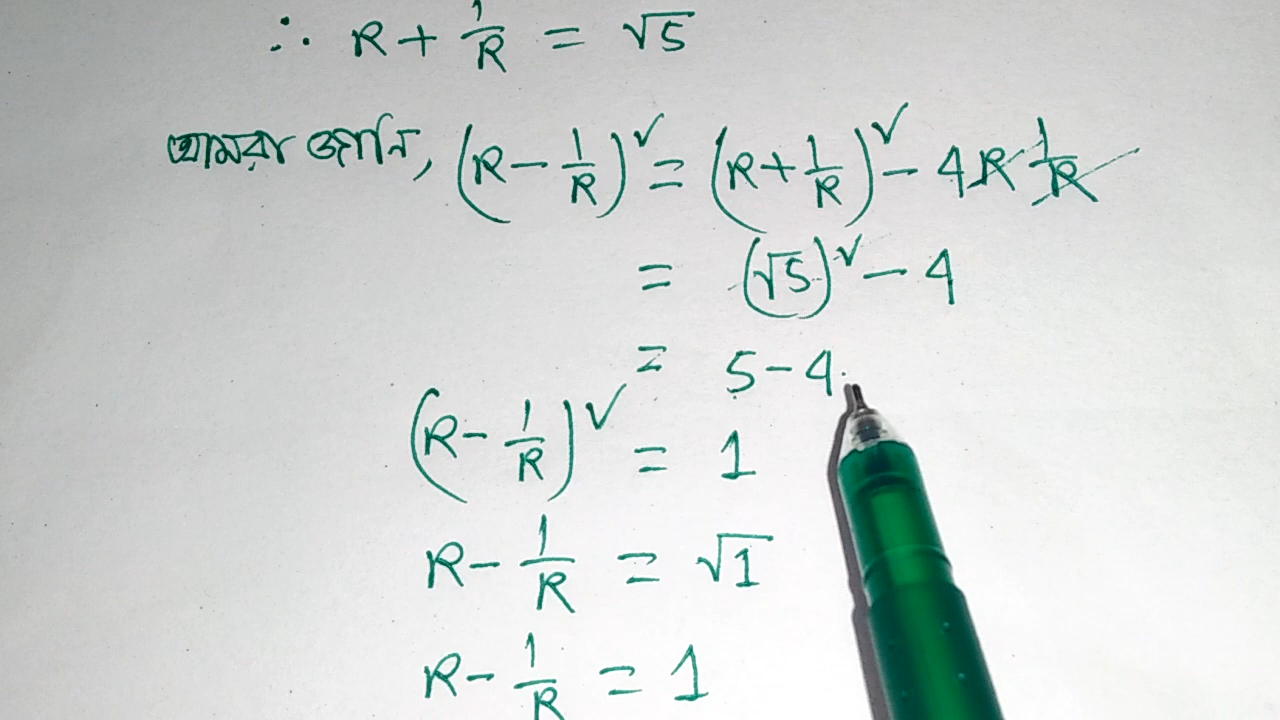 ∴ R + 1/R = √5
আমরা জানি, (R - 1/R)² = (R + 1/R)² - 4R 1/R
= (√5)² - 4
= 5 - 4
(R - 1/R)² = 1
R - 1/R = √1
R - 1/R = 1